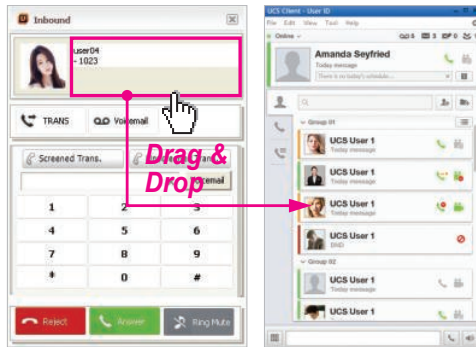 Inbound
user04
- 1023
TRANS
Voicemail
Screened Trans.
Drag &
Drop
1
2
3
4
5
6
7
8
9
*
0
#
Reject
Answer
Ring Mute
UCS Client - User ID
File Edit View Tools Help
Online
Amanda Seyfried
Today message
There is no today's schedule...
Group 01
UCS User 1
Today message
UCS User 1
Today message
UCS User 1
Today message
UCS User 1
DND
Group 02
UCS User 1
Today message
UCS User 1
Today message